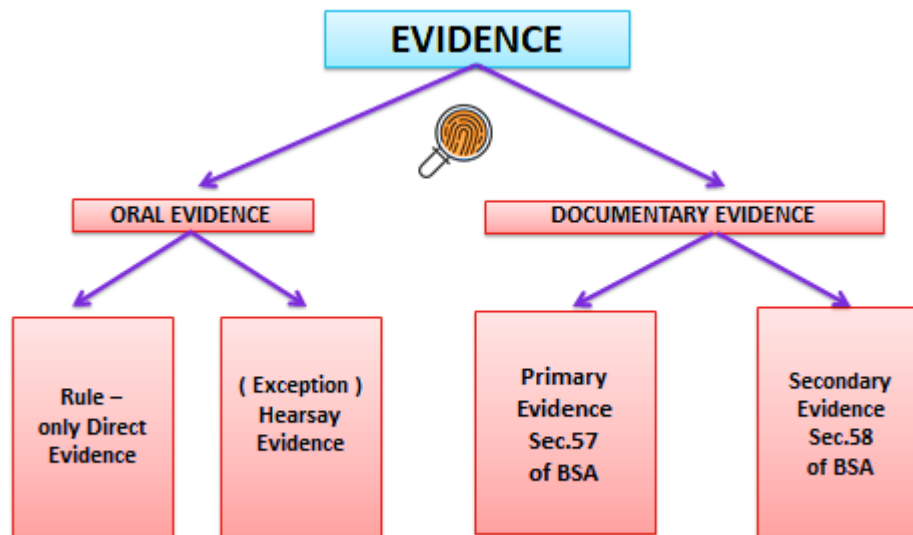 EVIDENCE
ORAL EVIDENCE
DOCUMENTARY EVIDENCE
Rule –
only Direct
Evidence
( Exception )
Hearsay
Evidence
Primary
Evidence
Sec.57
of BSA
Secondary
Evidence
Sec.58
of BSA